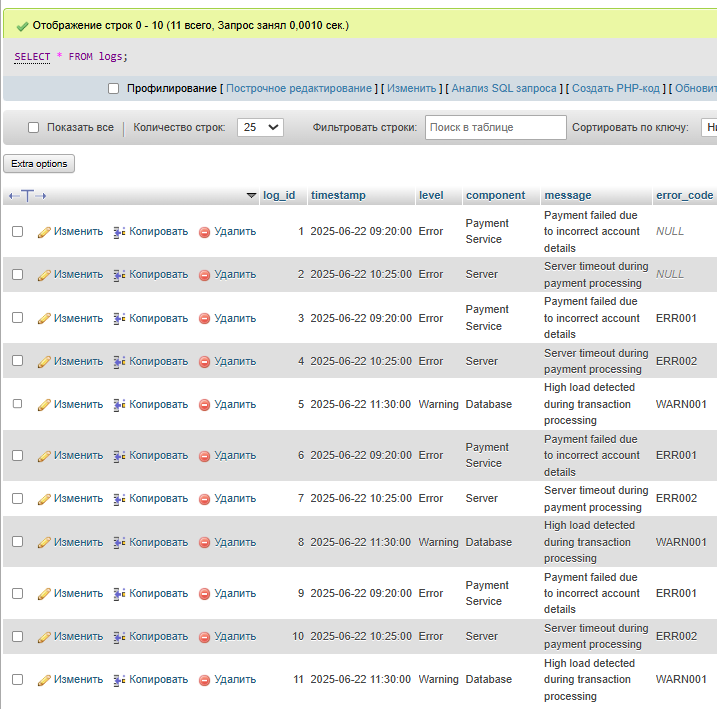 Отображение строк 0 - 10 (11 всего, Запрос занял 0,0010 сек.)
SELECT * FROM logs;
Профилирование [ Построчное редактирование ] [ Изменить ] [ Анализ SQL запроса ] [ Создать PHP-код ] [ Обновит
Показать все | Количество строк: 25 Фильтровать строки: Поиск в таблице Сортировать по ключу: Ни
Extra options
←T→ log_id timestamp level component message error_code
Изменить Копировать Удалить 1 2025-06-22 09:20:00 Error Payment Service Payment failed due to incorrect account details NULL
Изменить Копировать Удалить 2 2025-06-22 10:25:00 Error Server Server timeout during payment processing NULL
Изменить Копировать Удалить 3 2025-06-22 09:20:00 Error Payment Service Payment failed due to incorrect account details ERR001
Изменить Копировать Удалить 4 2025-06-22 10:25:00 Error Server Server timeout during payment processing ERR002
Изменить Копировать Удалить 5 2025-06-22 11:30:00 Warning Database High load detected during transaction processing WARN001
Изменить Копировать Удалить 6 2025-06-22 09:20:00 Error Payment Service Payment failed due to incorrect account details ERR001
Изменить Копировать Удалить 7 2025-06-22 10:25:00 Error Server Server timeout during payment processing ERR002
Изменить Копировать Удалить 8 2025-06-22 11:30:00 Warning Database High load detected during transaction processing WARN001
Изменить Копировать Удалить 9 2025-06-22 09:20:00 Error Payment Service Payment failed due to incorrect account details ERR001
Изменить Копировать Удалить 10 2025-06-22 10:25:00 Error Server Server timeout during payment processing ERR002
Изменить Копировать Удалить 11 2025-06-22 11:30:00 Warning Database High load detected during transaction processing WARN001